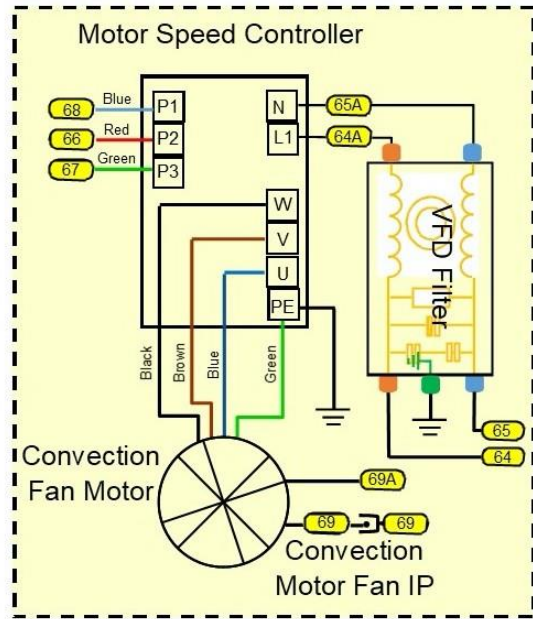 Motor Speed Controller
68 Blue P1
66 Red P2
67 Green P3
N 65A
L1 64A
W
V
U
PE
VFD Filter
Black
Brown
Blue
Green
65
64
Convection
Fan Motor
69A
69 69
Convection
Motor Fan IP